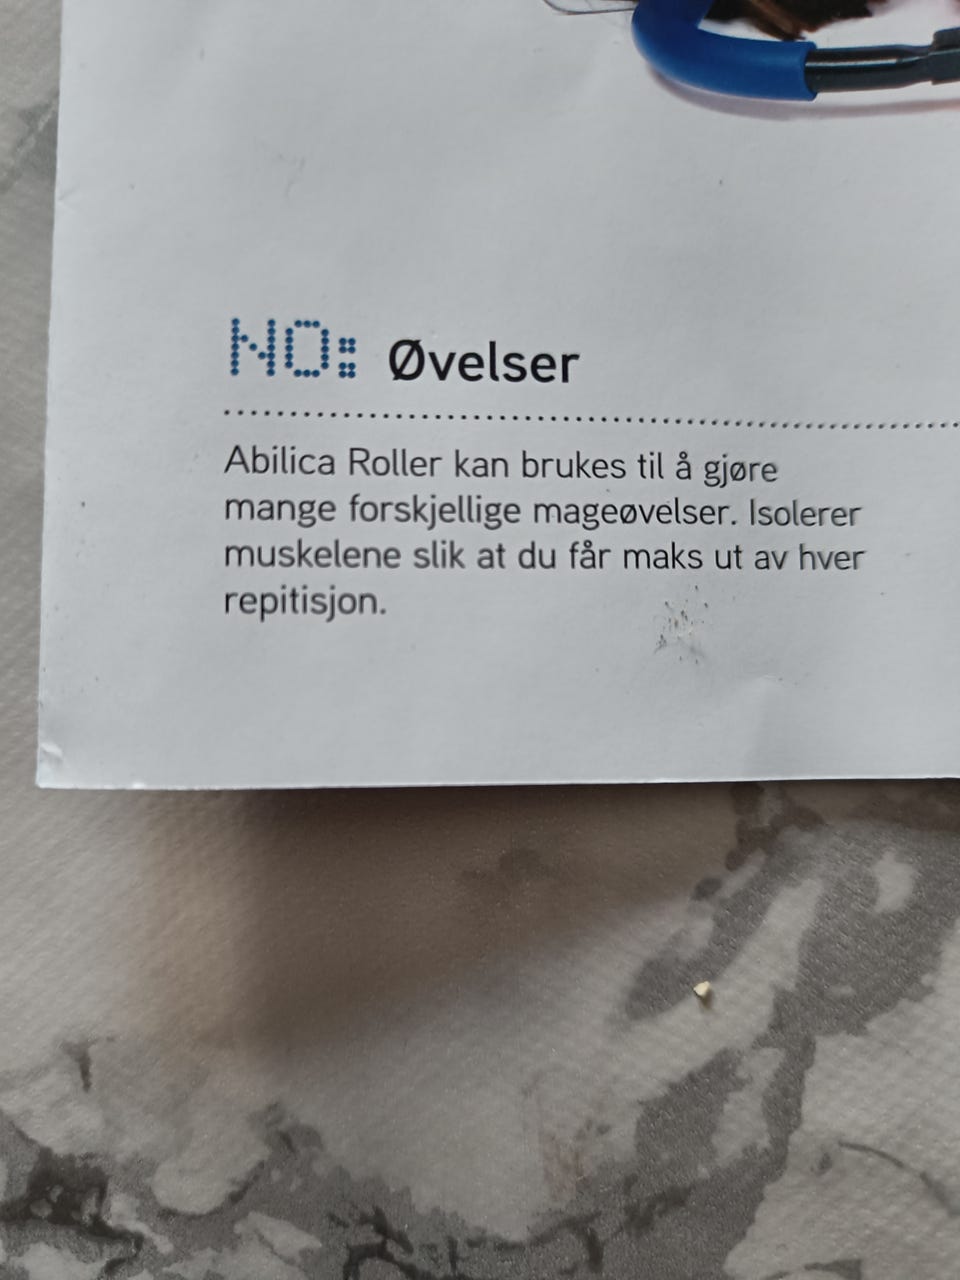 NO: Øvelser
Abilica Roller kan brukes til å gjøre
mange forskjellige mageøvelser. Isolerer
muskelene slik at du får maks ut av hver
repitisjon.